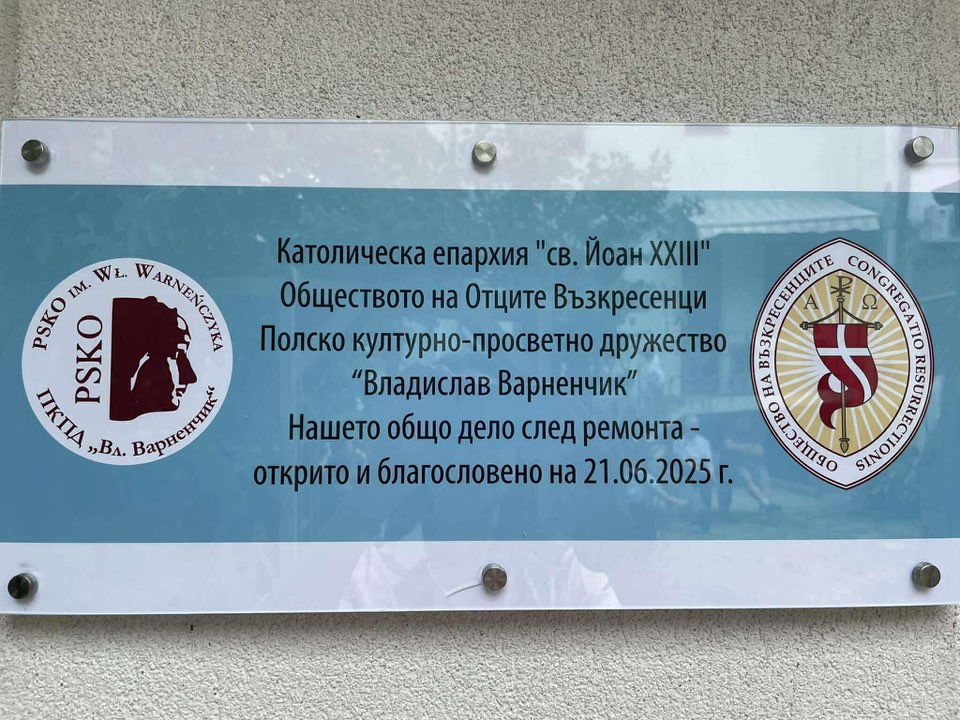 PSKO IM. WŁ. WARNEŃCZYKA
PSKO
ПКПД „Вл. Варненчик“
Католическа епархия "св. Йоан XXIII"
Обществото на Отците Възкресенци
Полско културно-просветно дружество
“Владислав Варненчик”
Нашето общо дело след ремонта -
открито и благословено на 21.06.2025 г.
ОБЩЕСТВО НА ВЪЗКРЕСЕНЦИТЕ
CONGREGATIO RESURRECTIONIS
Α Ω